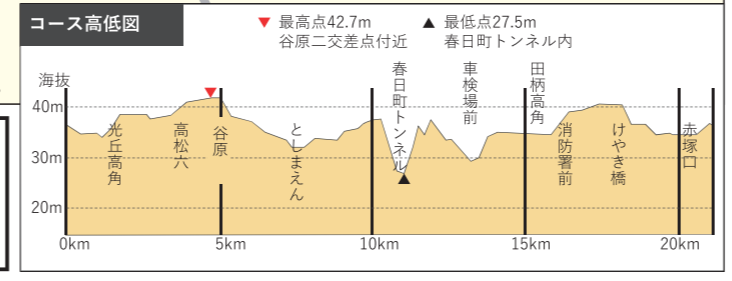 コース高低図
▼ 最高点42.7m
谷原二交差点付近
▲ 最低点27.5m
春日町トンネル内
海抜
40m
30m
20m
光丘高角
高松六
谷原
としまえん
春日町トンネル
車検場前
田柄高角
消防署前
けやき橋
赤塚口
0km
5km
10km
15km
20km